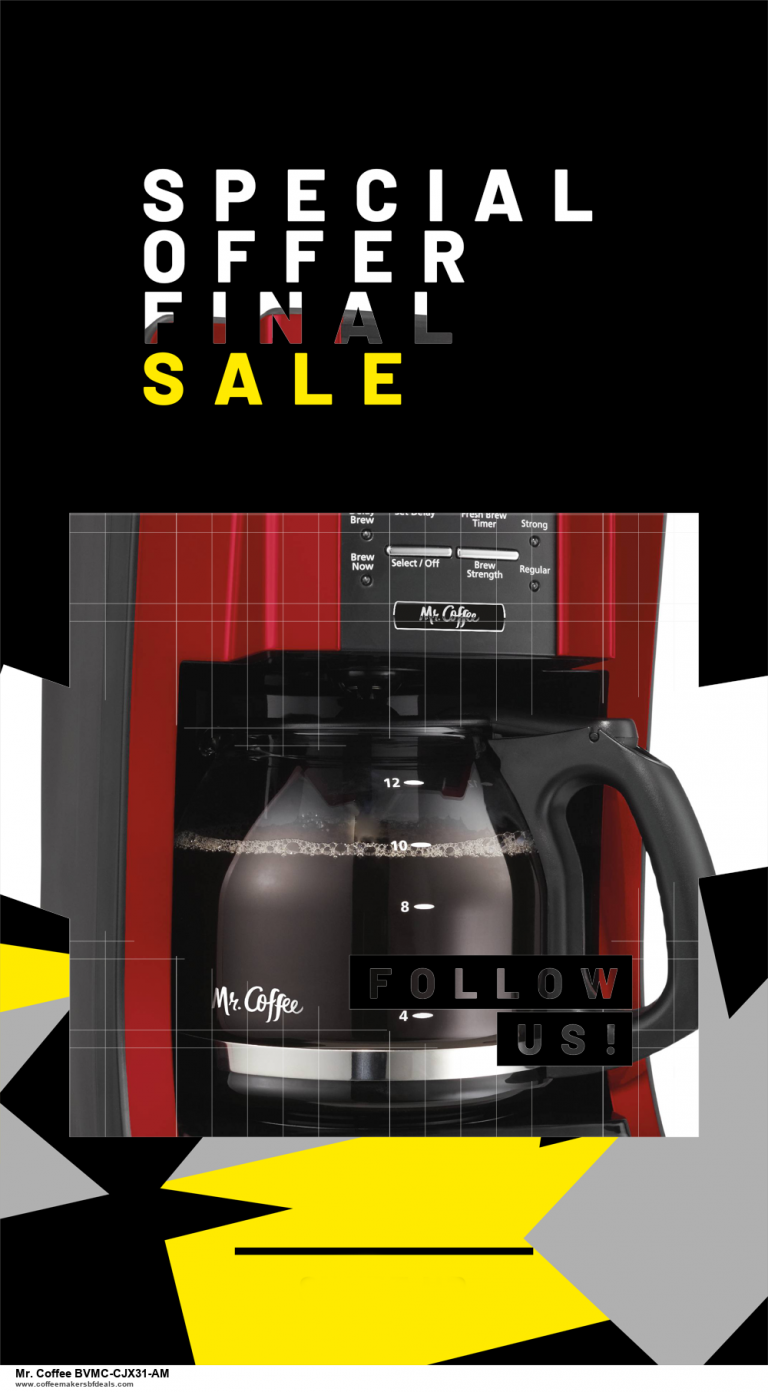 SPECIAL
OFFER
FINAL
SALE
Brew
Set Delay
Fresh Brew
Timer
Strong
Brew
Now
Select / Off
Brew
Strength
Regular
Mr. Coffee
12
10
8
Mr. Coffee
4
FOLLOW
US!
Mr. Coffee BVMC-CJX31-AM
www.coffeemakersbfdeals.com